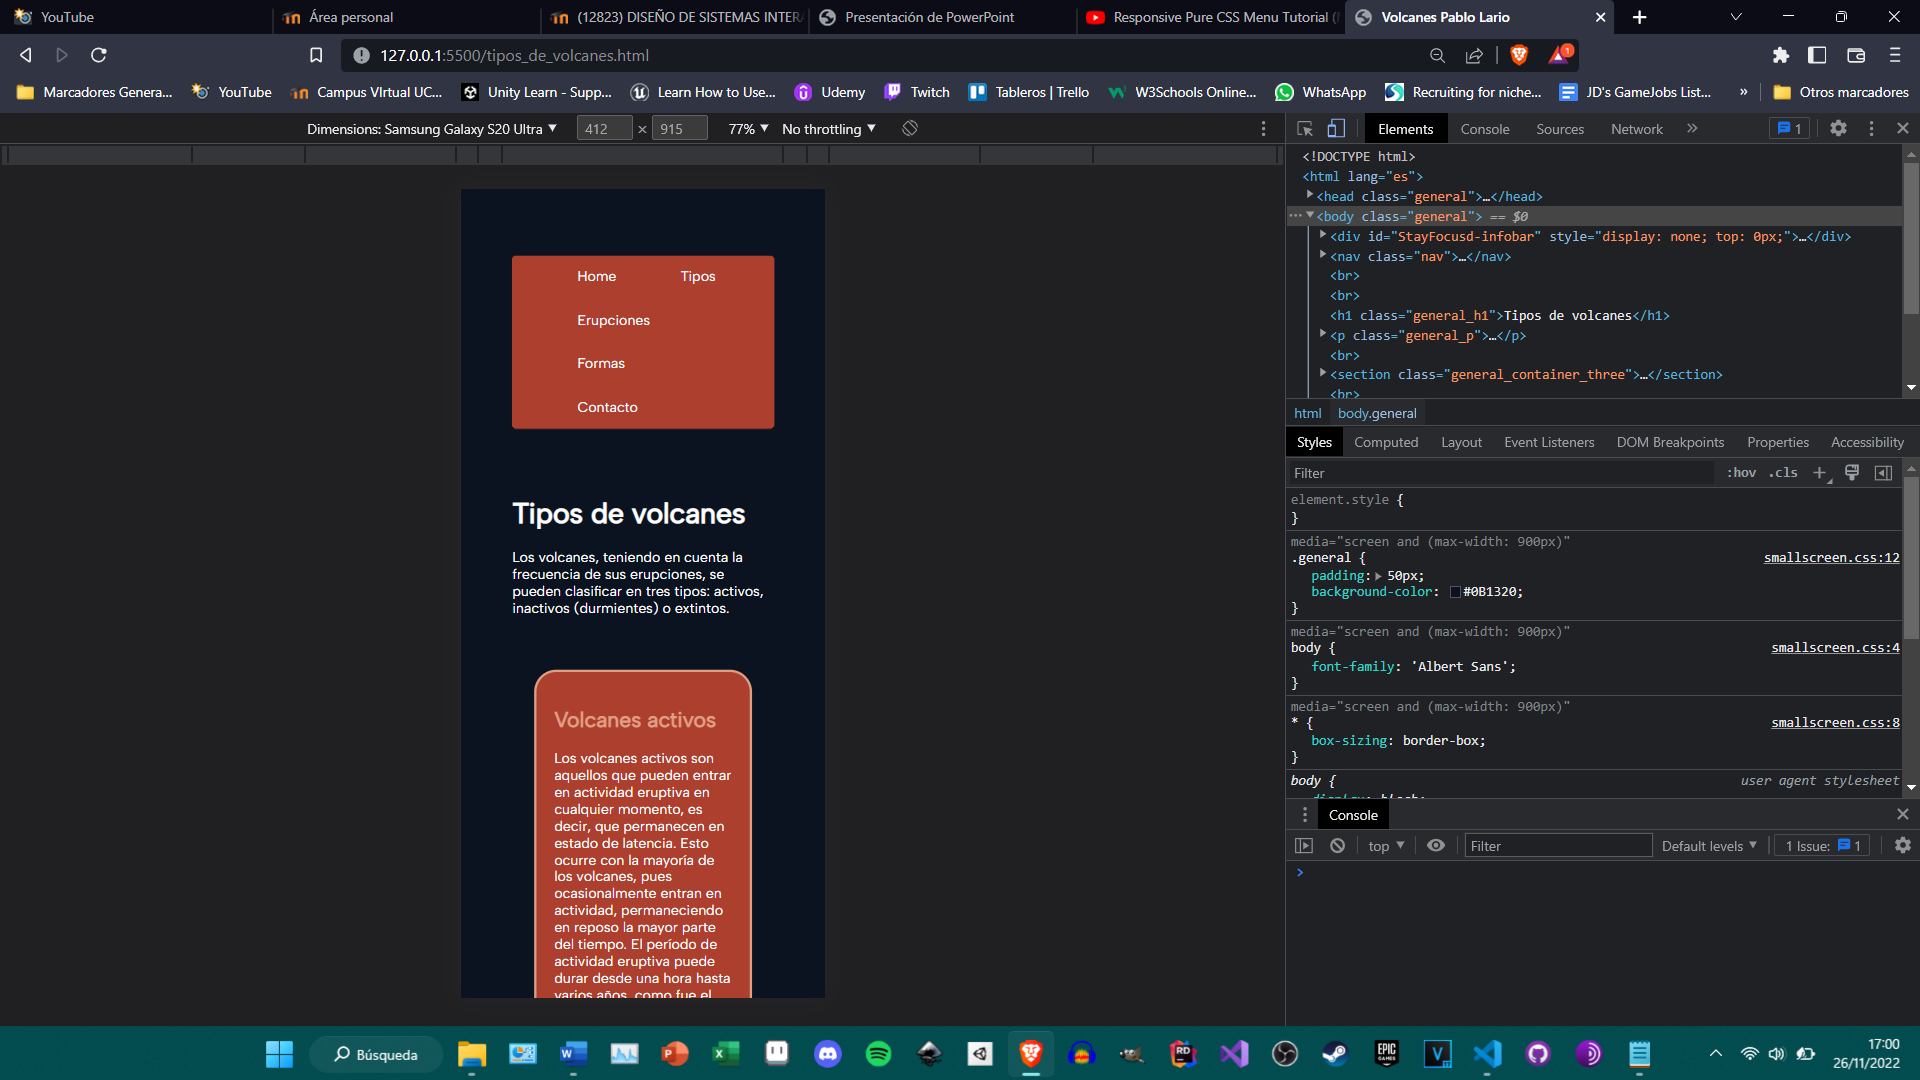 YouTube
Área personal
(12823) DISEÑO DE SISTEMAS INTERA
Presentación de PowerPoint
Responsive Pure CSS Menu Tutorial (
Volcanes Pablo Lario
127.0.0.1:5500/tipos_de_volcanes.html
1
Marcadores Genera...
YouTube
Campus VIrtual UC...
Unity Learn - Supp...
Learn How to Use...
Udemy
Twitch
Tableros | Trello
W3Schools Online...
WhatsApp
Recruiting for niche...
JD's GameJobs List...
»
Otros marcadores
Dimensions: Samsung Galaxy S20 Ultra
412 × 915
77%
No throttling
Elements
Console
Sources
Network
»
1
<!DOCTYPE html>
<html lang="es">
<head class="general">…</head>
<body class="general"> == $0
<div id="StayFocusd-infobar" style="display: none; top: 0px;">…</div>
<nav class="nav">…</nav>
<br>
<br>
<h1 class="general_h1">Tipos de volcanes</h1>
<p class="general_p">…</p>
<br>
<section class="general_container_three">…</section>
<br>
html
body.general
Styles
Computed
Layout
Event Listeners
DOM Breakpoints
Properties
Accessibility
Filter
:hov
.cls
element.style {
}
media="screen and (max-width: 900px)"
.general {
smallscreen.css:12
padding: 50px;
background-color: #0B1320;
}
media="screen and (max-width: 900px)"
body {
smallscreen.css:4
font-family: 'Albert Sans';
}
media="screen and (max-width: 900px)"
* {
smallscreen.css:8
box-sizing: border-box;
}
body {
user agent stylesheet
display: block;
Console
top
Filter
Default levels
1 Issue: 1
Home
Tipos
Erupciones
Formas
Contacto
Tipos de volcanes
Los volcanes, teniendo en cuenta la
frecuencia de sus erupciones, se
pueden clasificar en tres tipos: activos,
inactivos (durmientes) o extintos.
Volcanes activos
Los volcanes activos son
aquellos que pueden entrar
en actividad eruptiva en
cualquier momento, es
decir, que permanecen en
estado de latencia. Esto
ocurre con la mayoría de
los volcanes, pues
ocasionalmente entran en
actividad, permaneciendo
en reposo la mayor parte
del tiempo. El período de
actividad eruptiva puede
durar desde una hora hasta
varios años, como fue el
Búsqueda
17:00
26/11/2022